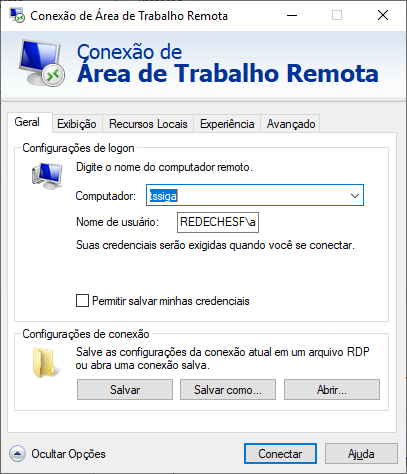 Conexão de Área de Trabalho Remota
Conexão de
Área de Trabalho Remota
Geral Exibição Recursos Locais Experiência Avançado
Configurações de logon
Digite o nome do computador remoto.
Computador: tssiga
Nome de usuário: REDECHESF\a
Suas credenciais serão exigidas quando você se conectar.
Permitir salvar minhas credenciais
Configurações de conexão
Salve as configurações da conexão atual em um arquivo RDP
ou abra uma conexão salva.
Salvar Salvar como... Abrir...
Ocultar Opções Conectar Ajuda